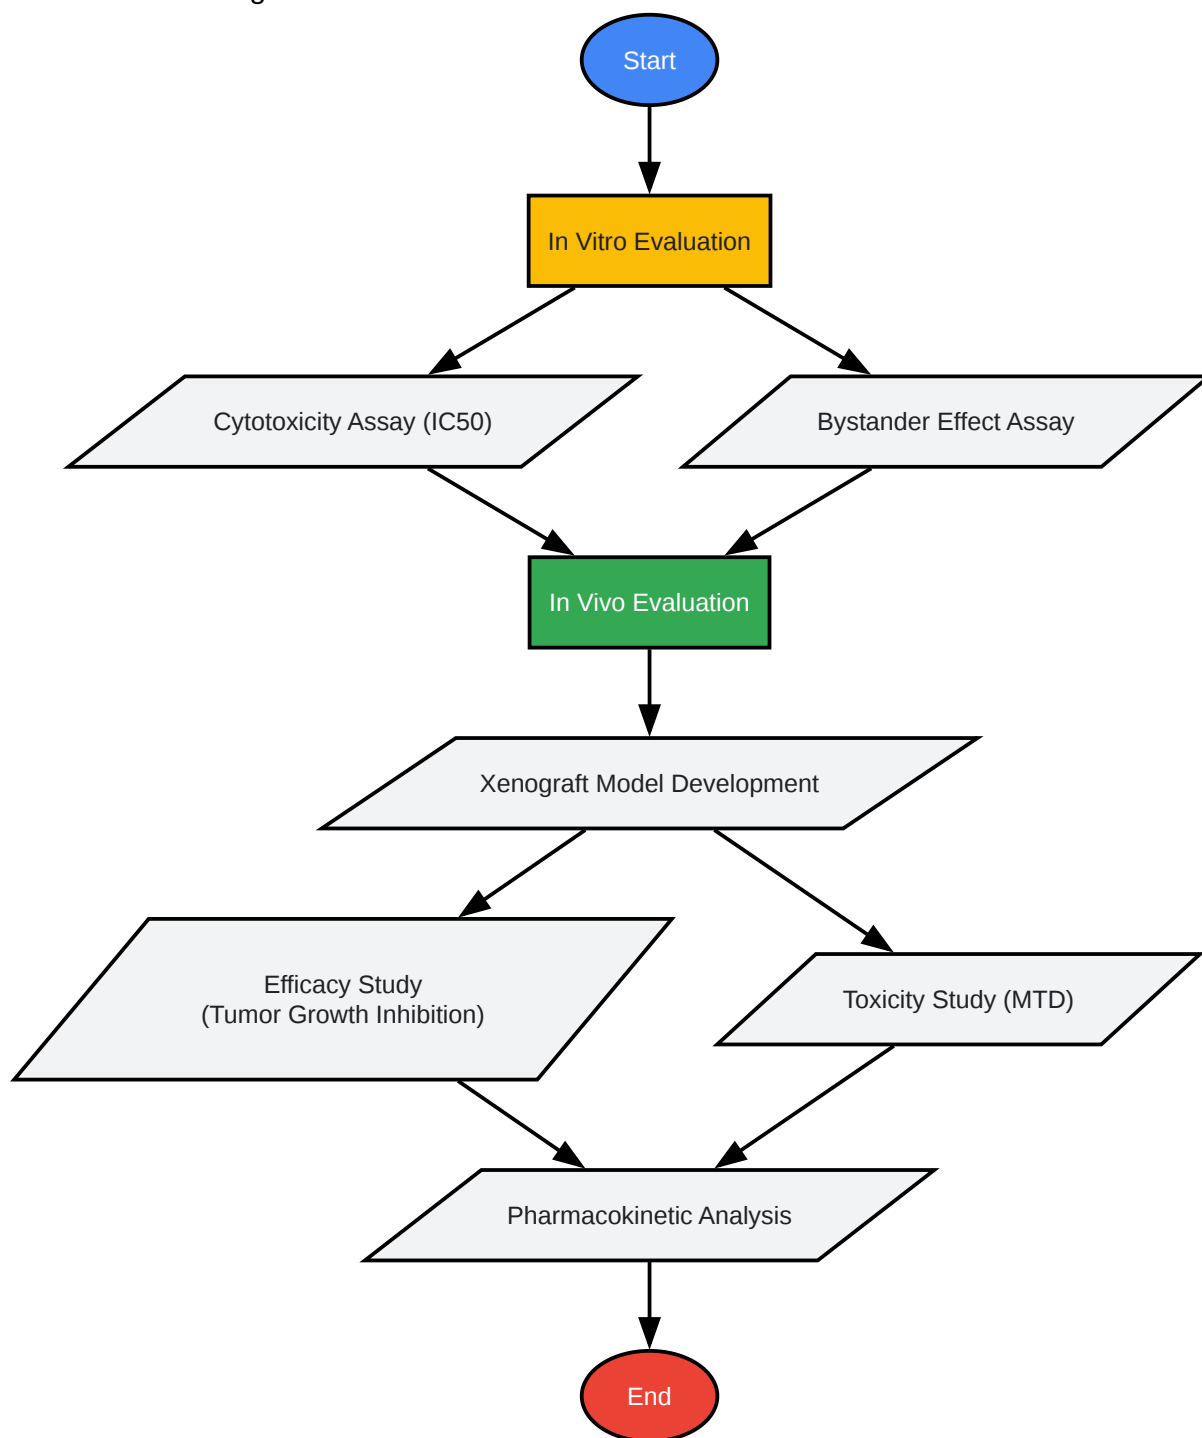 Start
In Vitro Evaluation
Cytotoxicity Assay (IC50)
Bystander Effect Assay
In Vivo Evaluation
Xenograft Model Development
Efficacy Study
(Tumor Growth Inhibition)
Toxicity Study (MTD)
Pharmacokinetic Analysis
End